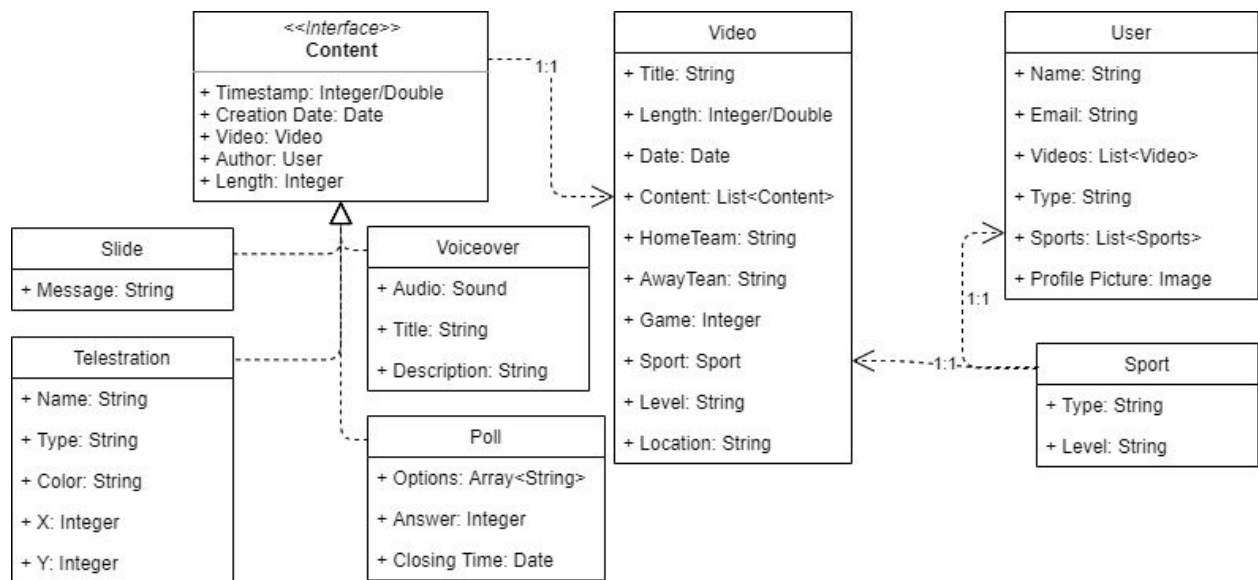 <<Interface>>
Content
+ Timestamp: Integer/Double
+ Creation Date: Date
+ Video: Video
+ Author: User
+ Length: Integer
1:1
Video
+ Title: String
+ Length: Integer/Double
+ Date: Date
+ Content: List<Content>
+ HomeTeam: String
+ AwayTean: String
+ Game: Integer
+ Sport: Sport
+ Level: String
+ Location: String
User
+ Name: String
+ Email: String
+ Videos: List<Video>
+ Type: String
+ Sports: List<Sports>
+ Profile Picture: Image
1:1
1:1
Sport
+ Type: String
+ Level: String
Slide
+ Message: String
Voiceover
+ Audio: Sound
+ Title: String
+ Description: String
Telestration
+ Name: String
+ Type: String
+ Color: String
+ X: Integer
+ Y: Integer
Poll
+ Options: Array<String>
+ Answer: Integer
+ Closing Time: Date